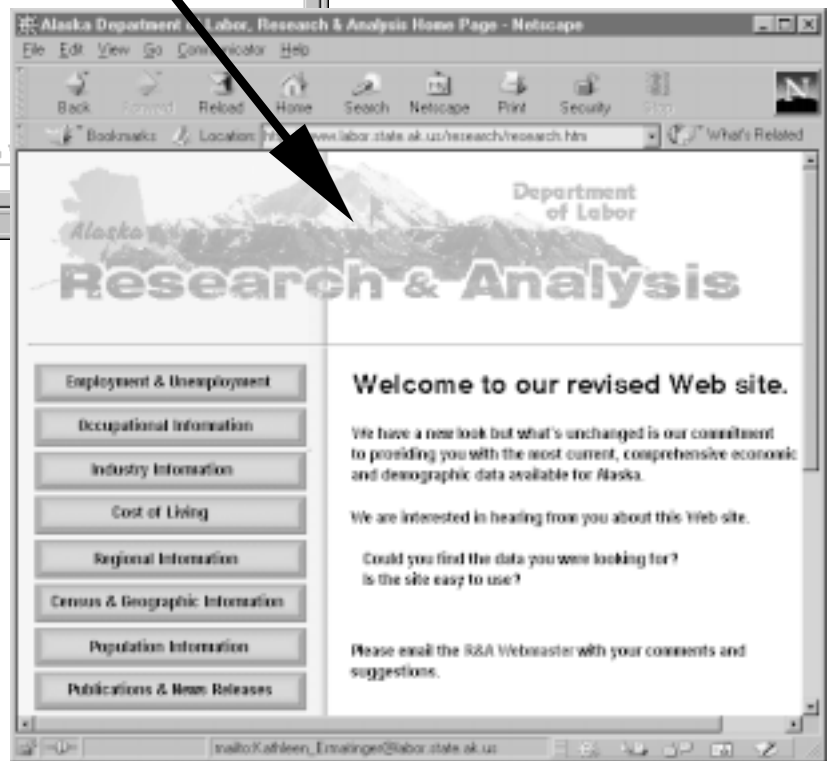 Alaska Department of Labor, Research & Analysis Home Page - Netscape
File Edit View Go Communicator Help
Back Forward Reload Home Search Netscape Print Security Stop
Bookmarks Location: www.labor.state.ak.us/research/research.htm What's Related
Department
of Labor
Alaska
Research & Analysis
Employment & Unemployment
Occupational Information
Industry Information
Cost of Living
Regional Information
Census & Geographic Information
Population Information
Publications & News Releases
Welcome to our revised Web site.
We have a new look but what's unchanged is our commitment
to providing you with the most current, comprehensive economic
and demographic data available for Alaska.
We are interested in hearing from you about this Web site.
Could you find the data you were looking for?
Is the site easy to use?
Please email the R&A Webmaster with your comments and
suggestions.
mailto:Kathleen_Ermatinger@labor.state.ak.us